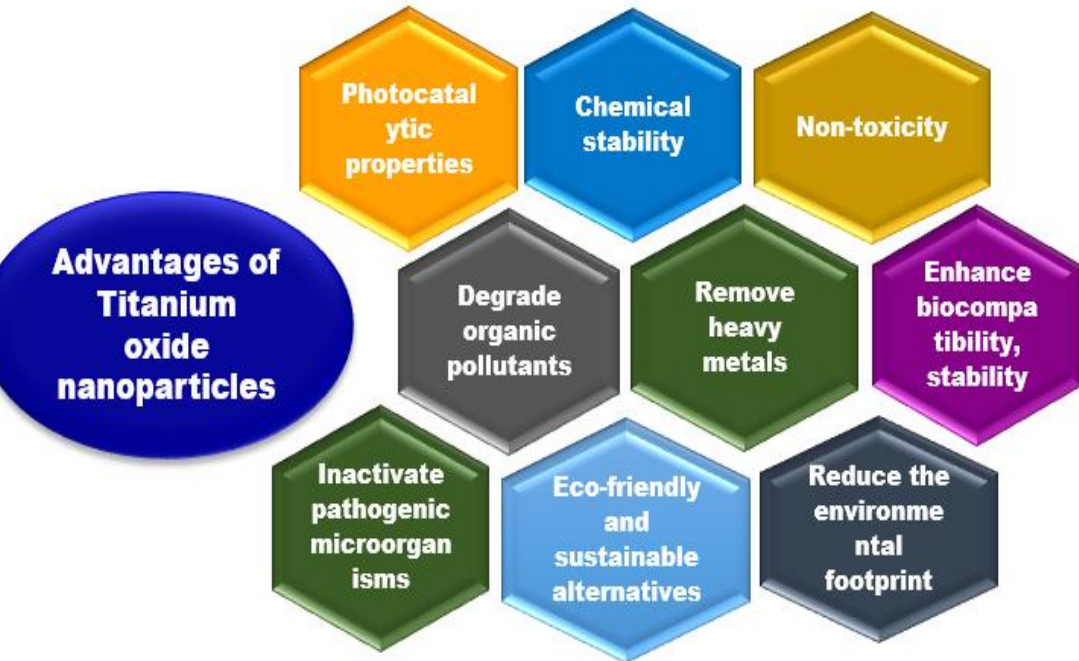 Advantages of
Titanium
oxide
nanoparticles
Photocatal
ytic
properties
Chemical
stability
Non-toxicity
Degrade
organic
pollutants
Remove
heavy
metals
Enhance
biocompa
tibility,
stability
Inactivate
pathogenic
microorgan
isms
Eco-friendly
and
sustainable
alternatives
Reduce the
environme
ntal
footprint